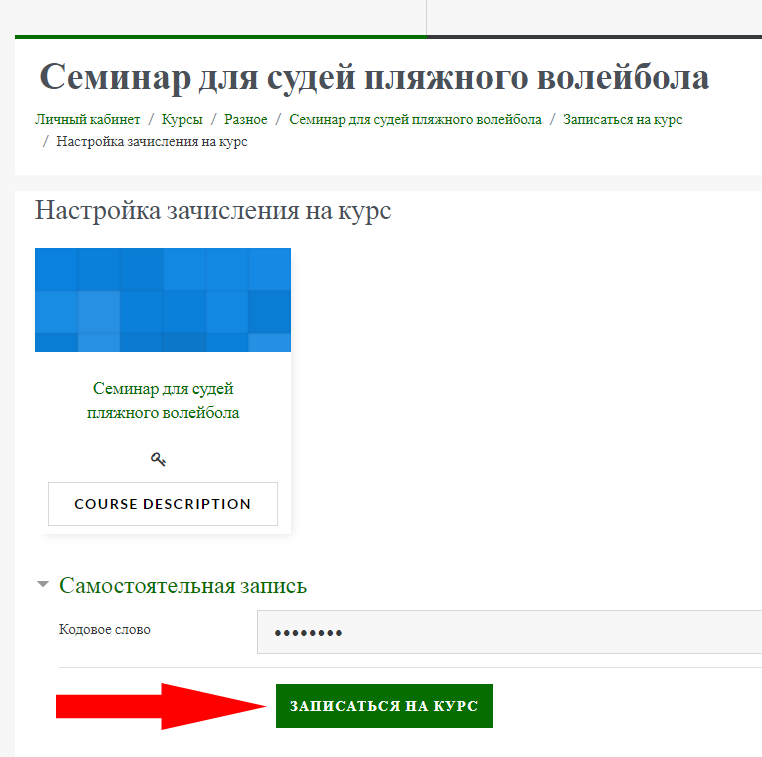 Семинар для судей пляжного волейбола
Личный кабинет / Курсы / Разное / Семинар для судей пляжного волейбола / Записаться на курс
/ Настройка зачисления на курс
Настройка зачисления на курс
Семинар для судей
пляжного волейбола
COURSE DESCRIPTION
Самостоятельная запись
Кодовое слово
••••••••
ЗАПИСАТЬСЯ НА КУРС